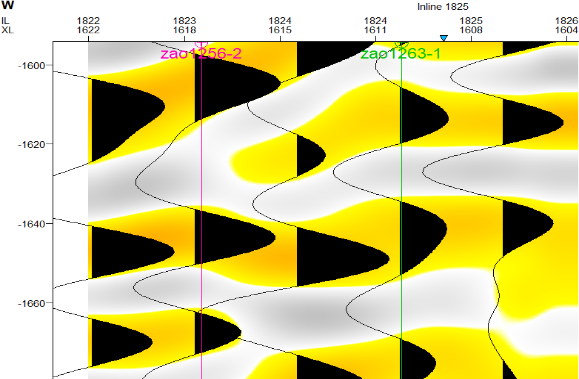 W
Inline 1825
IL 1822 1823 1824 1824 1825 1826
XL 1622 1618 1615 1611 1608 1604
zao1256-2 zao1263-1
-1600
-1620
-1640
-1660